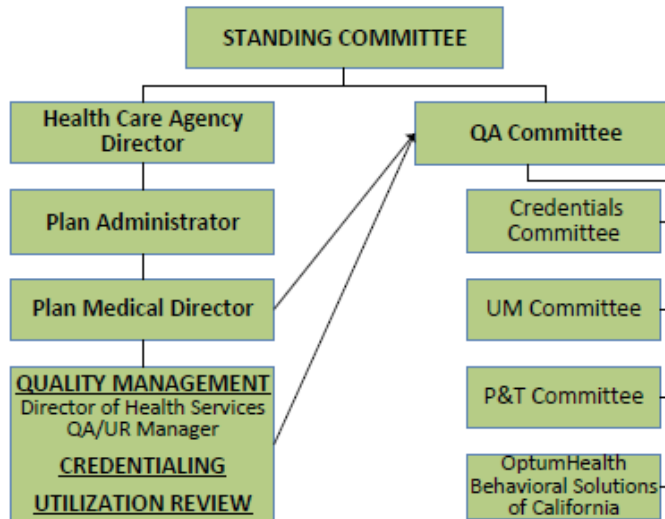 STANDING COMMITTEE
Health Care Agency
Director
QA Committee
Plan Administrator
Credentials
Committee
Plan Medical Director
UM Committee
QUALITY MANAGEMENT
Director of Health Services
QA/UR Manager
CREDENTIALING
UTILIZATION REVIEW
P&T Committee
OptumHealth
Behavioral Solutions
of California